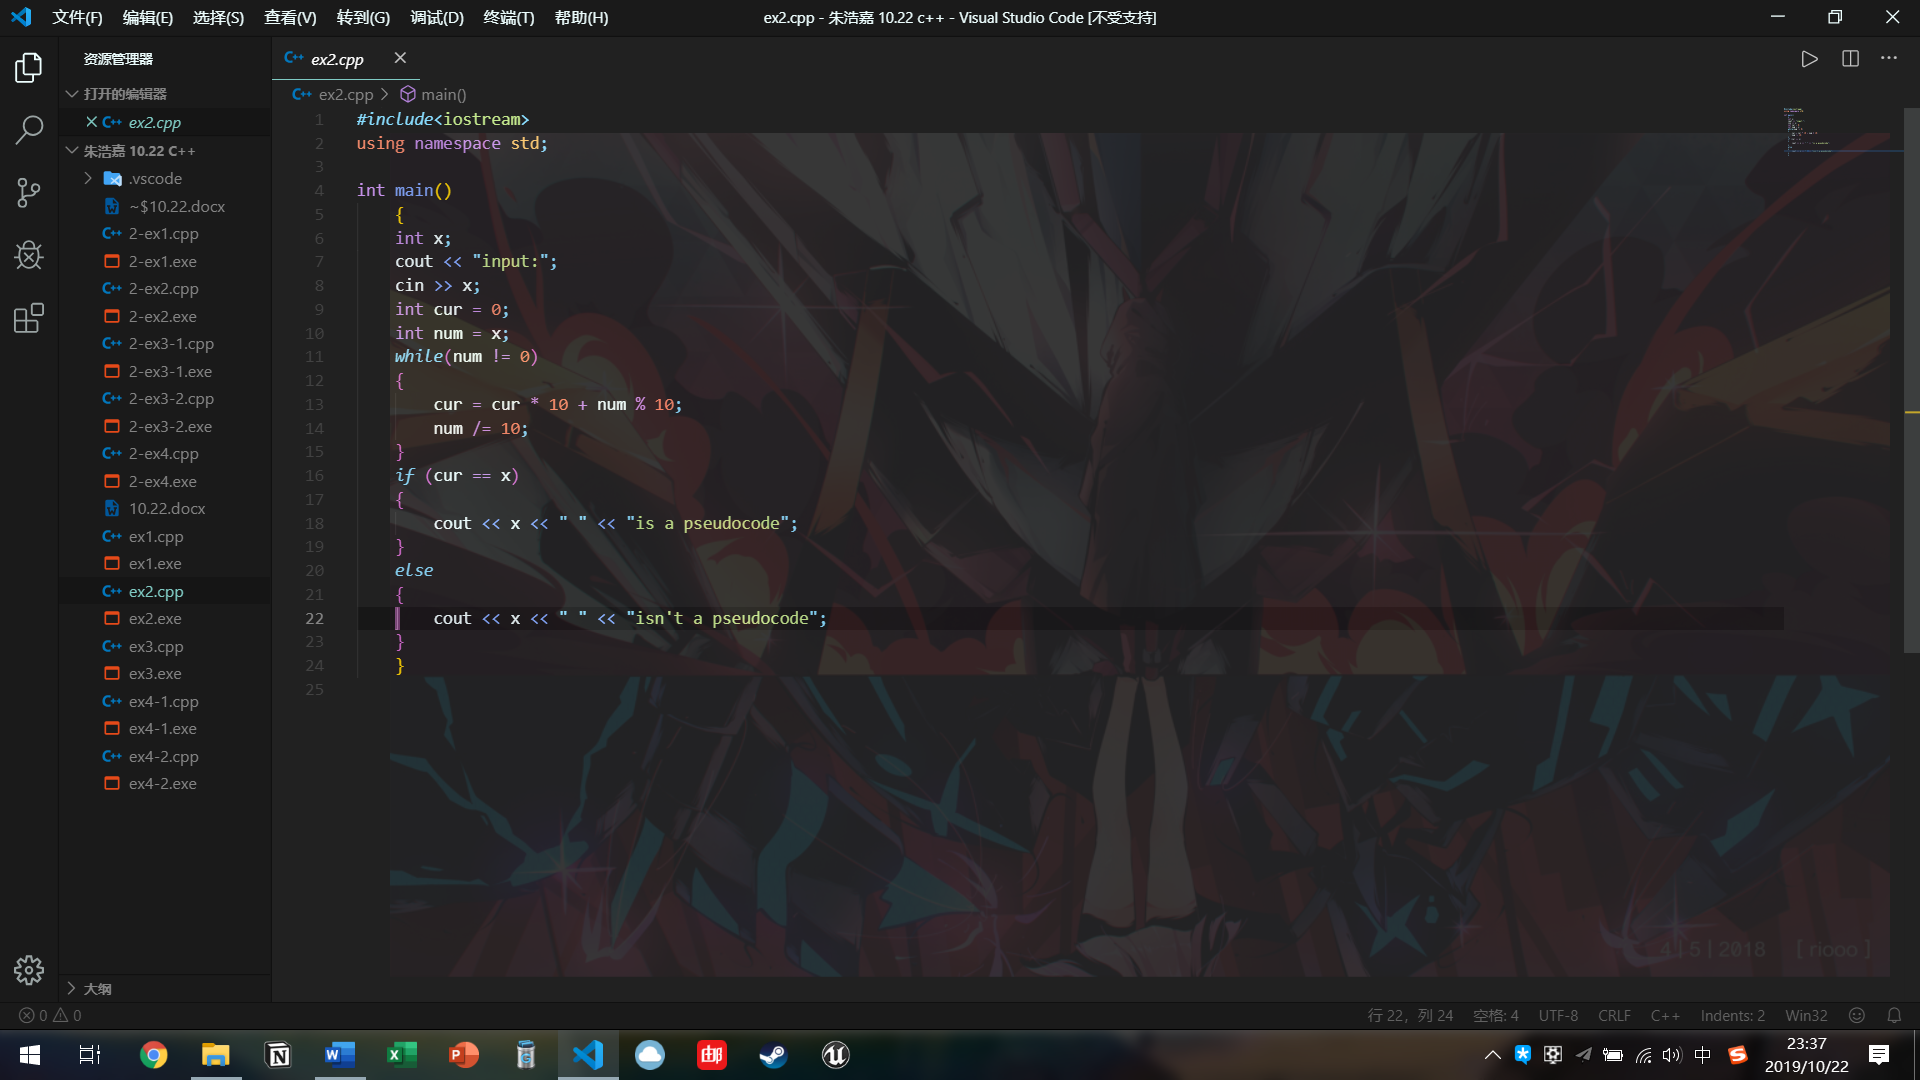 文件(F) 编辑(E) 选择(S) 查看(V) 转到(G) 调试(D) 终端(T) 帮助(H) ex2.cpp - 朱浩嘉 10.22 c++ - Visual Studio Code [不受支持]
资源管理器
打开的编辑器
ex2.cpp
朱浩嘉 10.22 C++
.vscode
~$10.22.docx
2-ex1.cpp
2-ex1.exe
2-ex2.cpp
2-ex2.exe
2-ex3-1.cpp
2-ex3-1.exe
2-ex3-2.cpp
2-ex3-2.exe
2-ex4.cpp
2-ex4.exe
10.22.docx
ex1.cpp
ex1.exe
ex2.cpp
ex2.exe
ex3.cpp
ex3.exe
ex4-1.cpp
ex4-1.exe
ex4-2.cpp
ex4-2.exe
大纲
ex2.cpp
ex2.cpp > main()
1 #include<iostream>
2 using namespace std;
3
4 int main()
5 {
6 int x;
7 cout << "input:";
8 cin >> x;
9 int cur = 0;
10 int num = x;
11 while(num != 0)
12 {
13 cur = cur * 10 + num % 10;
14 num /= 10;
15 }
16 if (cur == x)
17 {
18 cout << x << " " << "is a pseudocode";
19 }
20 else
21 {
22 cout << x << " " << "isn't a pseudocode";
23 }
24 }
25
4 | 5 | 2018 [ riooo ]
0 0 行 22，列 24 空格: 4 UTF-8 CRLF C++ Indents: 2 Win32
中 23:37
2019/10/22